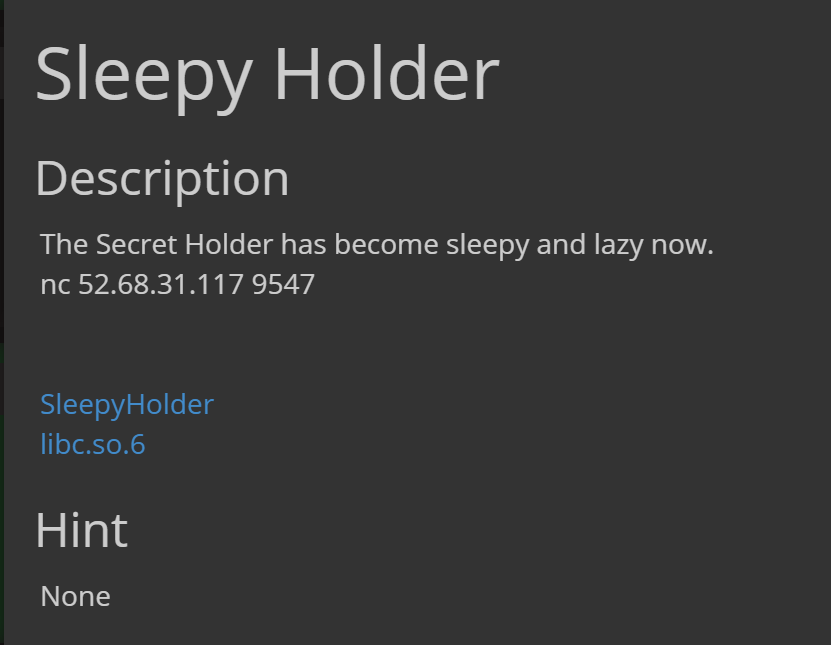 Sleepy Holder
Description
The Secret Holder has become sleepy and lazy now.
nc 52.68.31.117 9547
SleepyHolder
libc.so.6
Hint
None